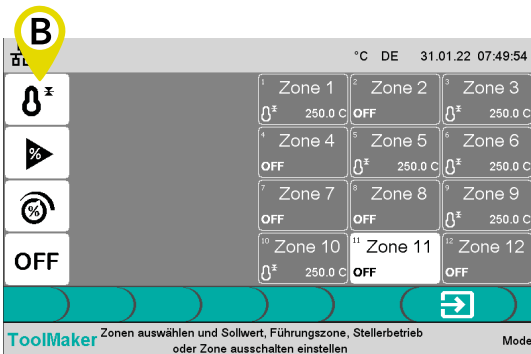 B
°C DE 31.01.22 07:49:54
1 Zone 1
250.0 C
2 Zone 2
OFF
3 Zone 3
250.0 C
4 Zone 4
OFF
5 Zone 5
250.0 C
6 Zone 6
250.0 C
7 Zone 7
OFF
8 Zone 8
OFF
9 Zone 9
250.0 C
10 Zone 10
250.0 C
11 Zone 11
OFF
12 Zone 12
OFF
%
%
OFF
ToolMaker
Zonen auswählen und Sollwert, Führungszone, Stellerbetrieb
oder Zone ausschalten einstellen
Mode